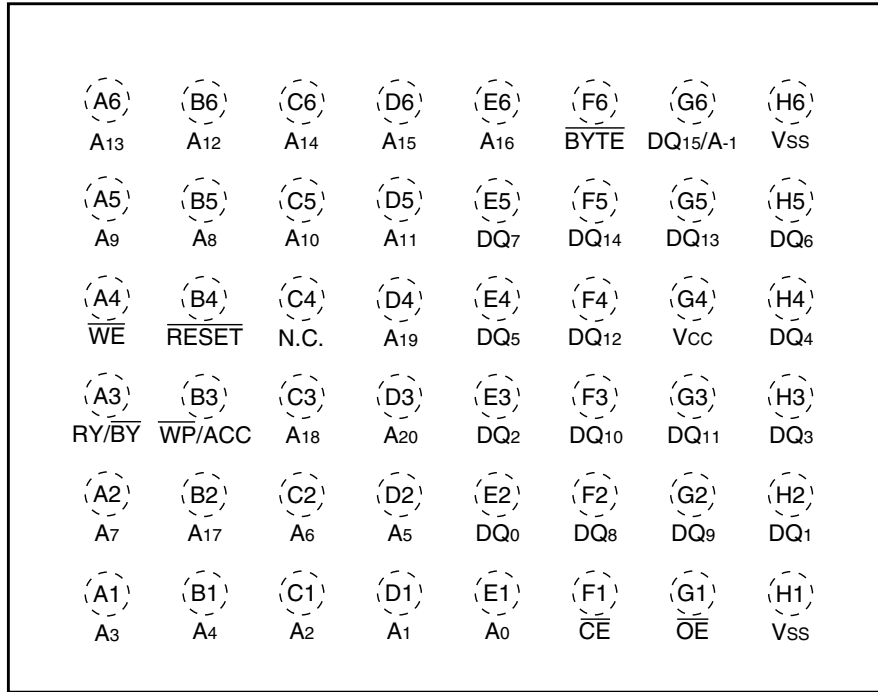 A6 B6 C6 D6 E6 F6 G6 H6
A13 A12 A14 A15 A16 BYTE DQ15/A-1 VSS
A5 B5 C5 D5 E5 F5 G5 H5
A9 A8 A10 A11 DQ7 DQ14 DQ13 DQ6
A4 B4 C4 D4 E4 F4 G4 H4
WE RESET N.C. A19 DQ5 DQ12 VCC DQ4
A3 B3 C3 D3 E3 F3 G3 H3
RY/BY WP/ACC A18 A20 DQ2 DQ10 DQ11 DQ3
A2 B2 C2 D2 E2 F2 G2 H2
A7 A17 A6 A5 DQ0 DQ8 DQ9 DQ1
A1 B1 C1 D1 E1 F1 G1 H1
A3 A4 A2 A1 A0 CE OE VSS